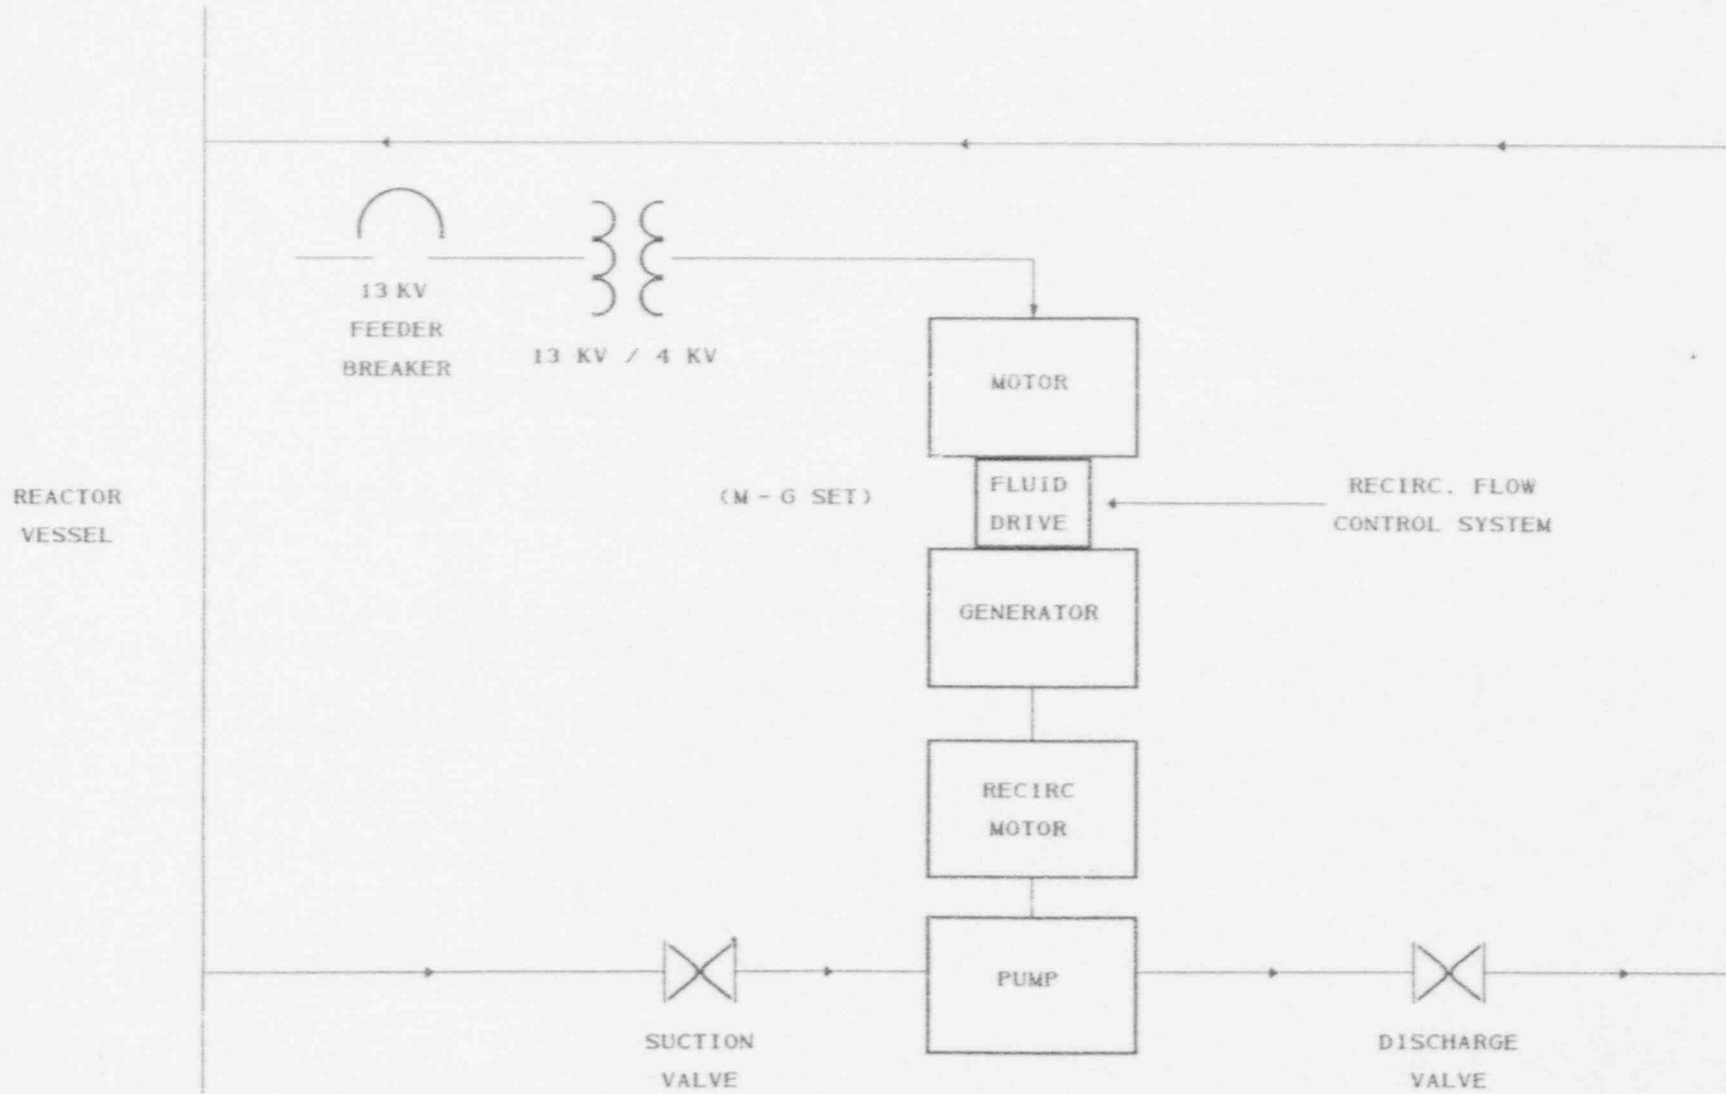 13 KV
FEEDER
BREAKER
13 KV / 4 KV
MOTOR
REACTOR
VESSEL
(M - G SET)
FLUID
DRIVE
RECIRC. FLOW
CONTROL SYSTEM
GENERATOR
RECIRC
MOTOR
PUMP
SUCTION
VALVE
DISCHARGE
VALVE